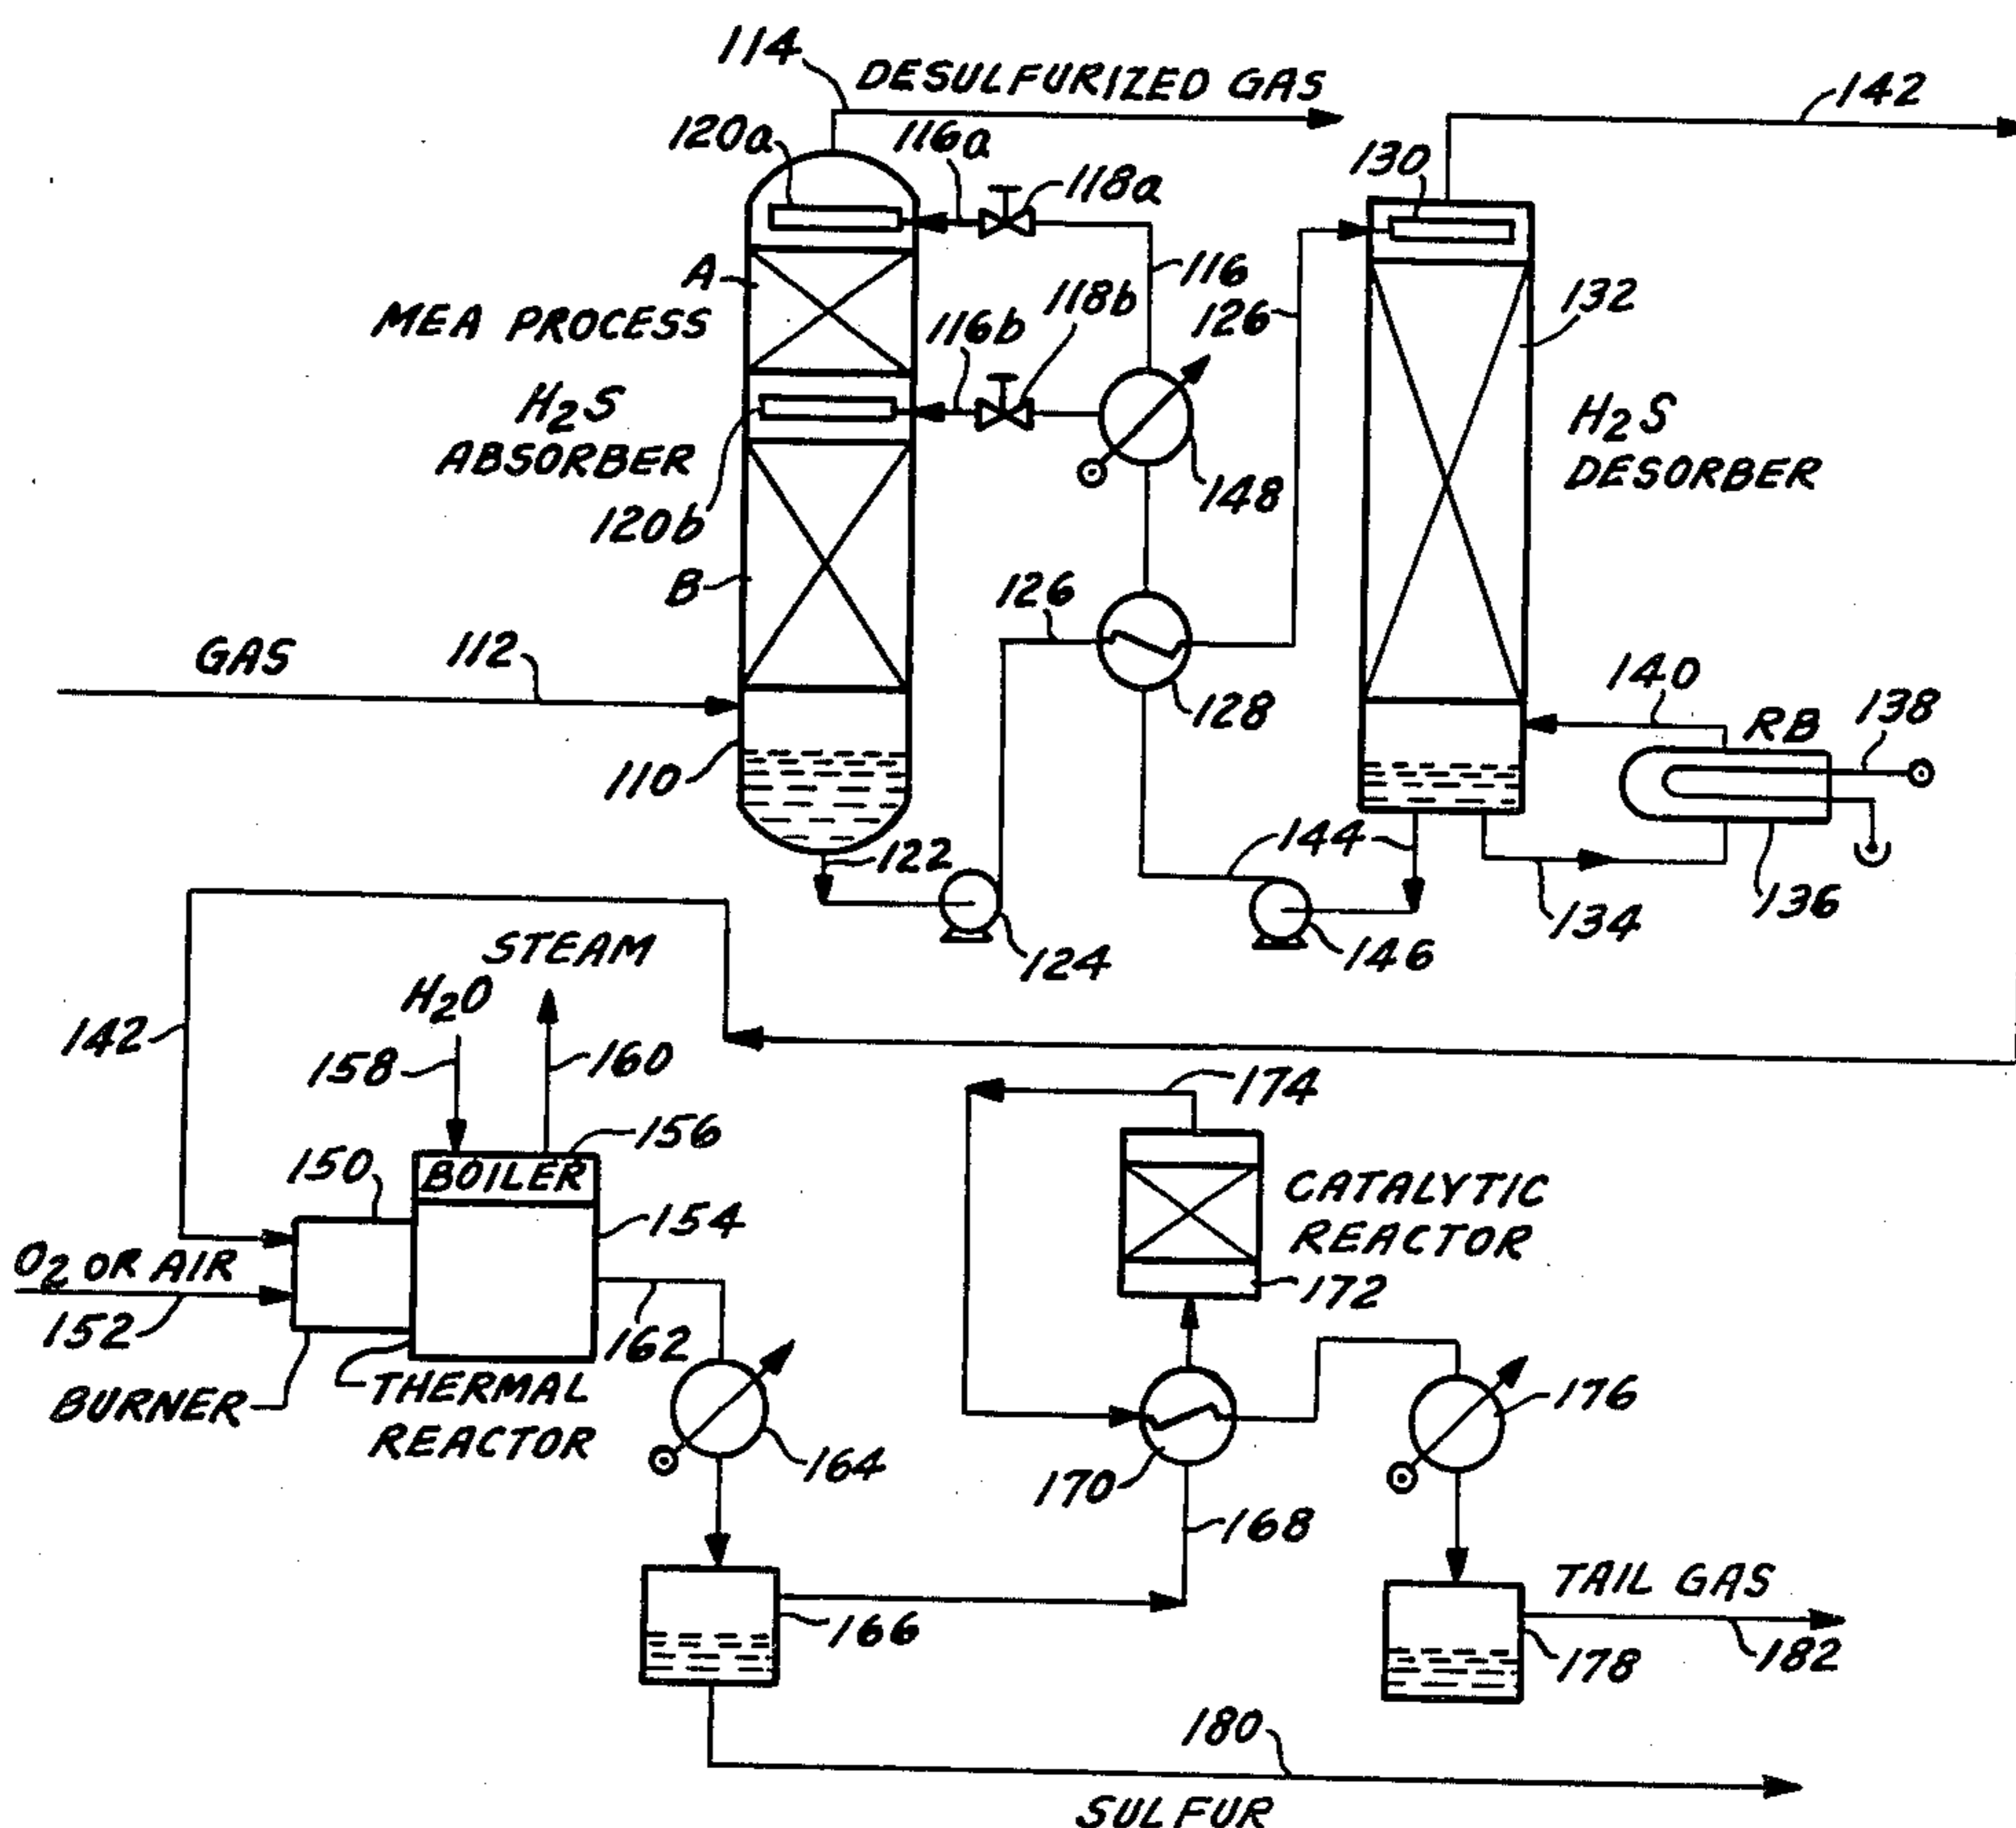 114
DESULFURIZED GAS
142
120a
116a
118a
130
A
116
118b
126
132
MEA PROCESS
116b
H2S
ABSORBER
H2S
DESORBER
148
120b
B
126
GAS
112
128
140
RB
138
110
122
144
136
134
124
146
STEAM
H2O
142
158
160
174
156
150
BOILER
CATALYTIC
REACTOR
154
O2 OR AIR
152
172
162
BURNER
THERMAL
REACTOR
176
164
170
168
TAIL GAS
166
178
182
180
SULFUR